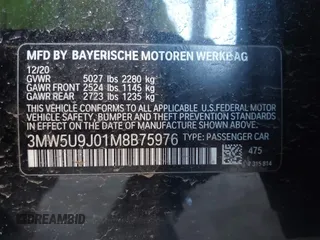 MFD BY BAYERISCHE MOTOREN WERKE AG
12/20
GVWR 5027 lbs 2280 kg
GAWR FRONT 2524 lbs 1145 kg
GAWR REAR 2723 lbs 1235 kg
THIS VEHICLE CONFORMS TO ALL APPLICABLE U.S.FEDERAL MOTOR
VEHICLE SAFETY, BUMPER, AND THEFT PREVENTION STANDARDS
IN EFFECT ON THE DATE OF MANUFACTURE SHOWN ABOVE.
3MW5U9J01M8B75976 TYPE: PASSENGER CAR
475